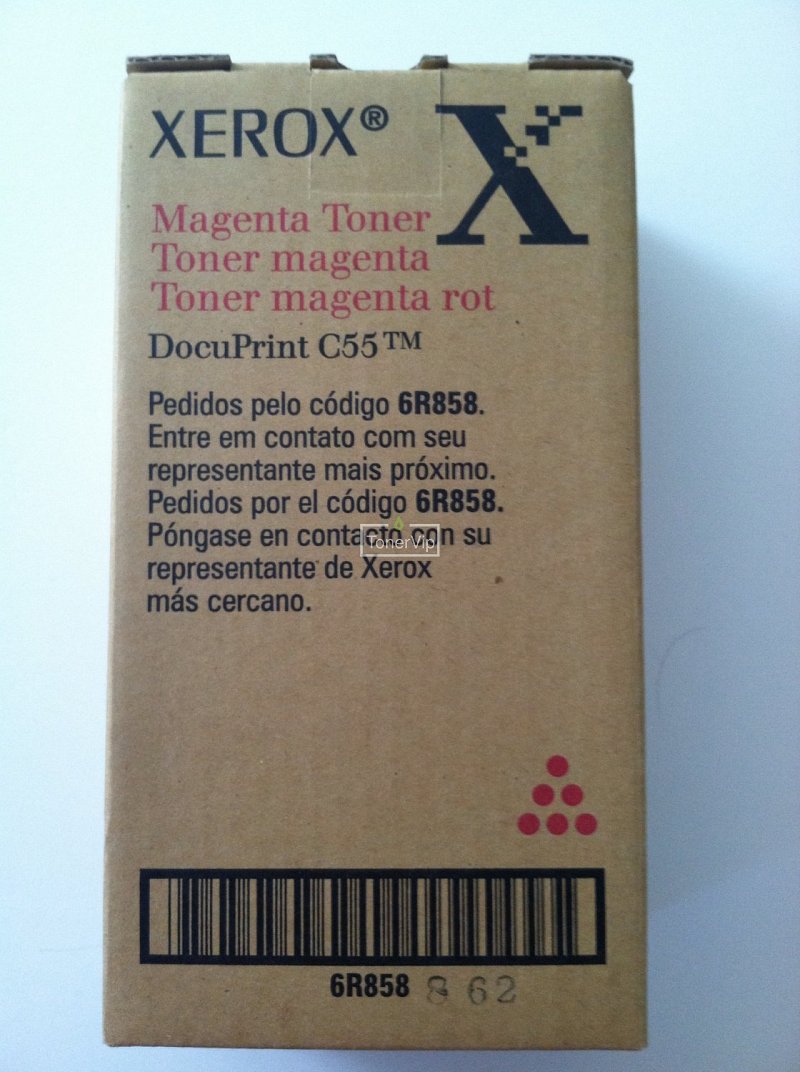 XEROX®
X
Magenta Toner
Toner magenta
Toner magenta rot
DocuPrint C55™
Pedidos pelo código 6R858.
Entre em contato com seu
representante mais próximo.
Pedidos por el código 6R858.
Póngase en contacto con su
TonerVip
representante de Xerox
más cercano.
6R858 8 62